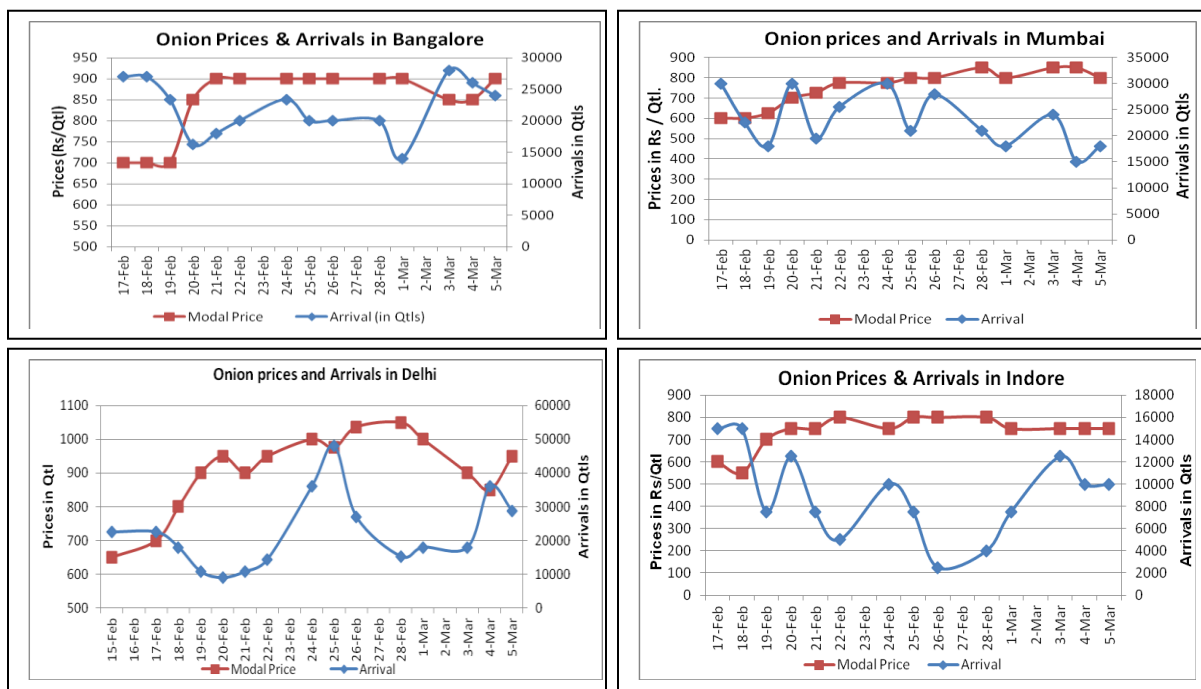 Onion Prices & Arrivals in Bangalore
Prices (Rs/Qtl)
950
900
850
800
750
700
650
600
550
500
30000
25000
20000
15000
10000
5000
0
Arrivals in Qtls
17-Feb
18-Feb
19-Feb
20-Feb
21-Feb
22-Feb
23-Feb
24-Feb
25-Feb
26-Feb
28-Feb
1-Mar
2-Mar
3-Mar
4-Mar
5-Mar
Modal Price
Arrival (in Qtls)
Onion prices and Arrivals in Mumbai
Prices in Rs / Qtl.
900
800
700
600
500
400
300
200
100
0
35000
30000
25000
20000
15000
10000
5000
0
Arrivals in Qtls
17-Feb
18-Feb
19-Feb
20-Feb
21-Feb
22-Feb
23-Feb
24-Feb
25-Feb
26-Feb
28-Feb
1-Mar
2-Mar
3-Mar
4-Mar
5-Mar
Modal Price
Arrival
Onion prices and Arrivals in Delhi
Prices in Qtl
1100
1000
900
800
700
600
500
60000
50000
40000
30000
20000
10000
0
Arrivals in Qtls
15-Feb
16-Feb
17-Feb
18-Feb
19-Feb
20-Feb
21-Feb
22-Feb
23-Feb
24-Feb
25-Feb
26-Feb
28-Feb
1-Mar
2-Mar
3-Mar
4-Mar
5-Mar
Modal Price
Arrival
Onion Prices & Arrivals in Indore
Prices in Rs/Qtl
900
800
700
600
500
400
300
200
100
0
18000
16000
14000
12000
10000
8000
6000
4000
2000
0
Arrivals in Qtls
17-Feb
18-Feb
19-Feb
20-Feb
21-Feb
22-Feb
23-Feb
24-Feb
25-Feb
26-Feb
28-Feb
1-Mar
2-Mar
3-Mar
4-Mar
5-Mar
Modal Price
Arrival